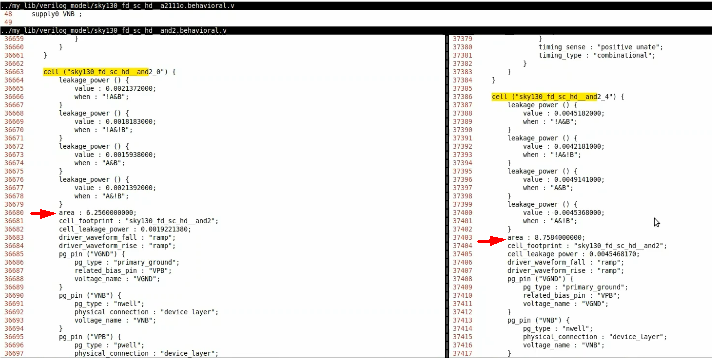 ../my_lib/verilog_model/sky130_fd_sc_hd__a2111o.behavioral.v
48 supply0 VNB ;
49
../my_lib/verilog_model/sky130_fd_sc_hd__and2.behavioral.v
36659 }
36660 }
36661 }
36662
36663 cell ("sky130_fd_sc_hd__and2_0") {
36664 leakage_power () {
36665 value : 0.0021372000;
36666 when : "!A&B";
36667 }
36668 leakage_power () {
36669 value : 0.0018183000;
36670 when : "!A&!B";
36671 }
36672 leakage_power () {
36673 value : 0.0015938000;
36674 when : "A&B";
36675 }
36676 leakage_power () {
36677 value : 0.0021392000;
36678 when : "A&!B";
36679 }
36680 area : 6.2560000000;
36681 cell_footprint : "sky130_fd_sc_hd__and2";
36682 cell_leakage_power : 0.0019221380;
36683 driver_waveform_fall : "ramp";
36684 driver_waveform_rise : "ramp";
36685 pg_pin ("VGND") {
36686 pg_type : "primary_ground";
36687 related_bias_pin : "VPB";
36688 voltage_name : "VGND";
36689 }
36690 pg_pin ("VNB") {
36691 pg_type : "nwell";
36692 physical_connection : "device_layer";
36693 voltage_name : "VNB";
36694 }
36695 pg_pin ("VPB") {
36696 pg_type : "pwell";
36697 physical_connection : "device_layer";
37379 }
37380 timing_sense : "positive_unate";
37381 timing_type : "combinational";
37382 }
37383 }
37384 }
37385
37386 cell ("sky130_fd_sc_hd__and2_4") {
37387 leakage_power () {
37388 value : 0.0045182000;
37389 when : "!A&B";
37390 }
37391 leakage_power () {
37392 value : 0.0042181000;
37393 when : "!A&!B";
37394 }
37395 leakage_power () {
37396 value : 0.0049141000;
37397 when : "A&B";
37398 }
37399 leakage_power () {
37400 value : 0.0045368000;
37401 when : "A&!B";
37402 }
37403 area : 8.7584000000;
37404 cell_footprint : "sky130_fd_sc_hd__and2";
37405 cell_leakage_power : 0.0045468170;
37406 driver_waveform_fall : "ramp";
37407 driver_waveform_rise : "ramp";
37408 pg_pin ("VGND") {
37409 pg_type : "primary_ground";
37410 related_bias_pin : "VPB";
37411 voltage_name : "VGND";
37412 }
37413 pg_pin ("VNB") {
37414 pg_type : "nwell";
37415 physical_connection : "device_layer";
37416 voltage_name : "VNB";
37417 }